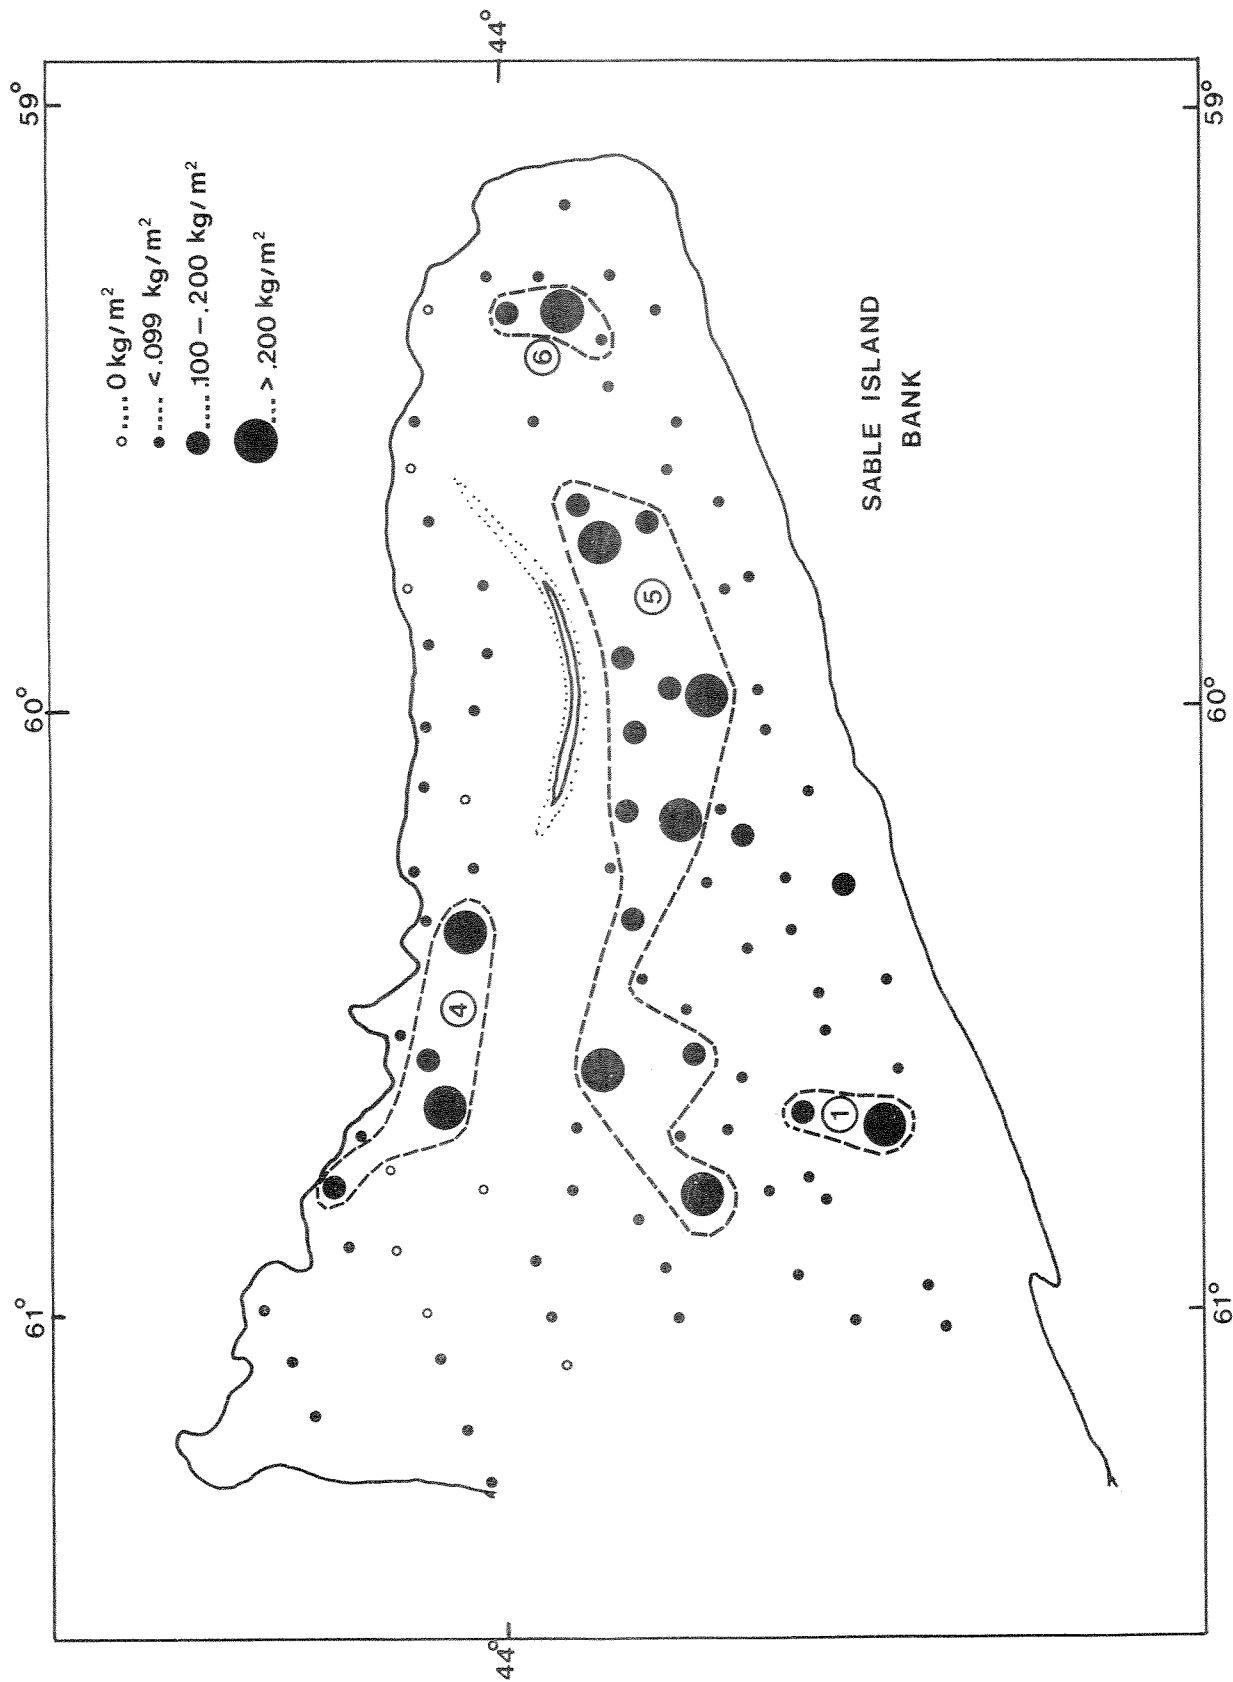 61°
60°
59°
o....0 kg/m²
•....<.099 kg/m²
●.....100 – .200 kg/m²
●...>.200 kg/m²
44°
44°
4
5
6
1
SABLE ISLAND
BANK
61°
60°
59°